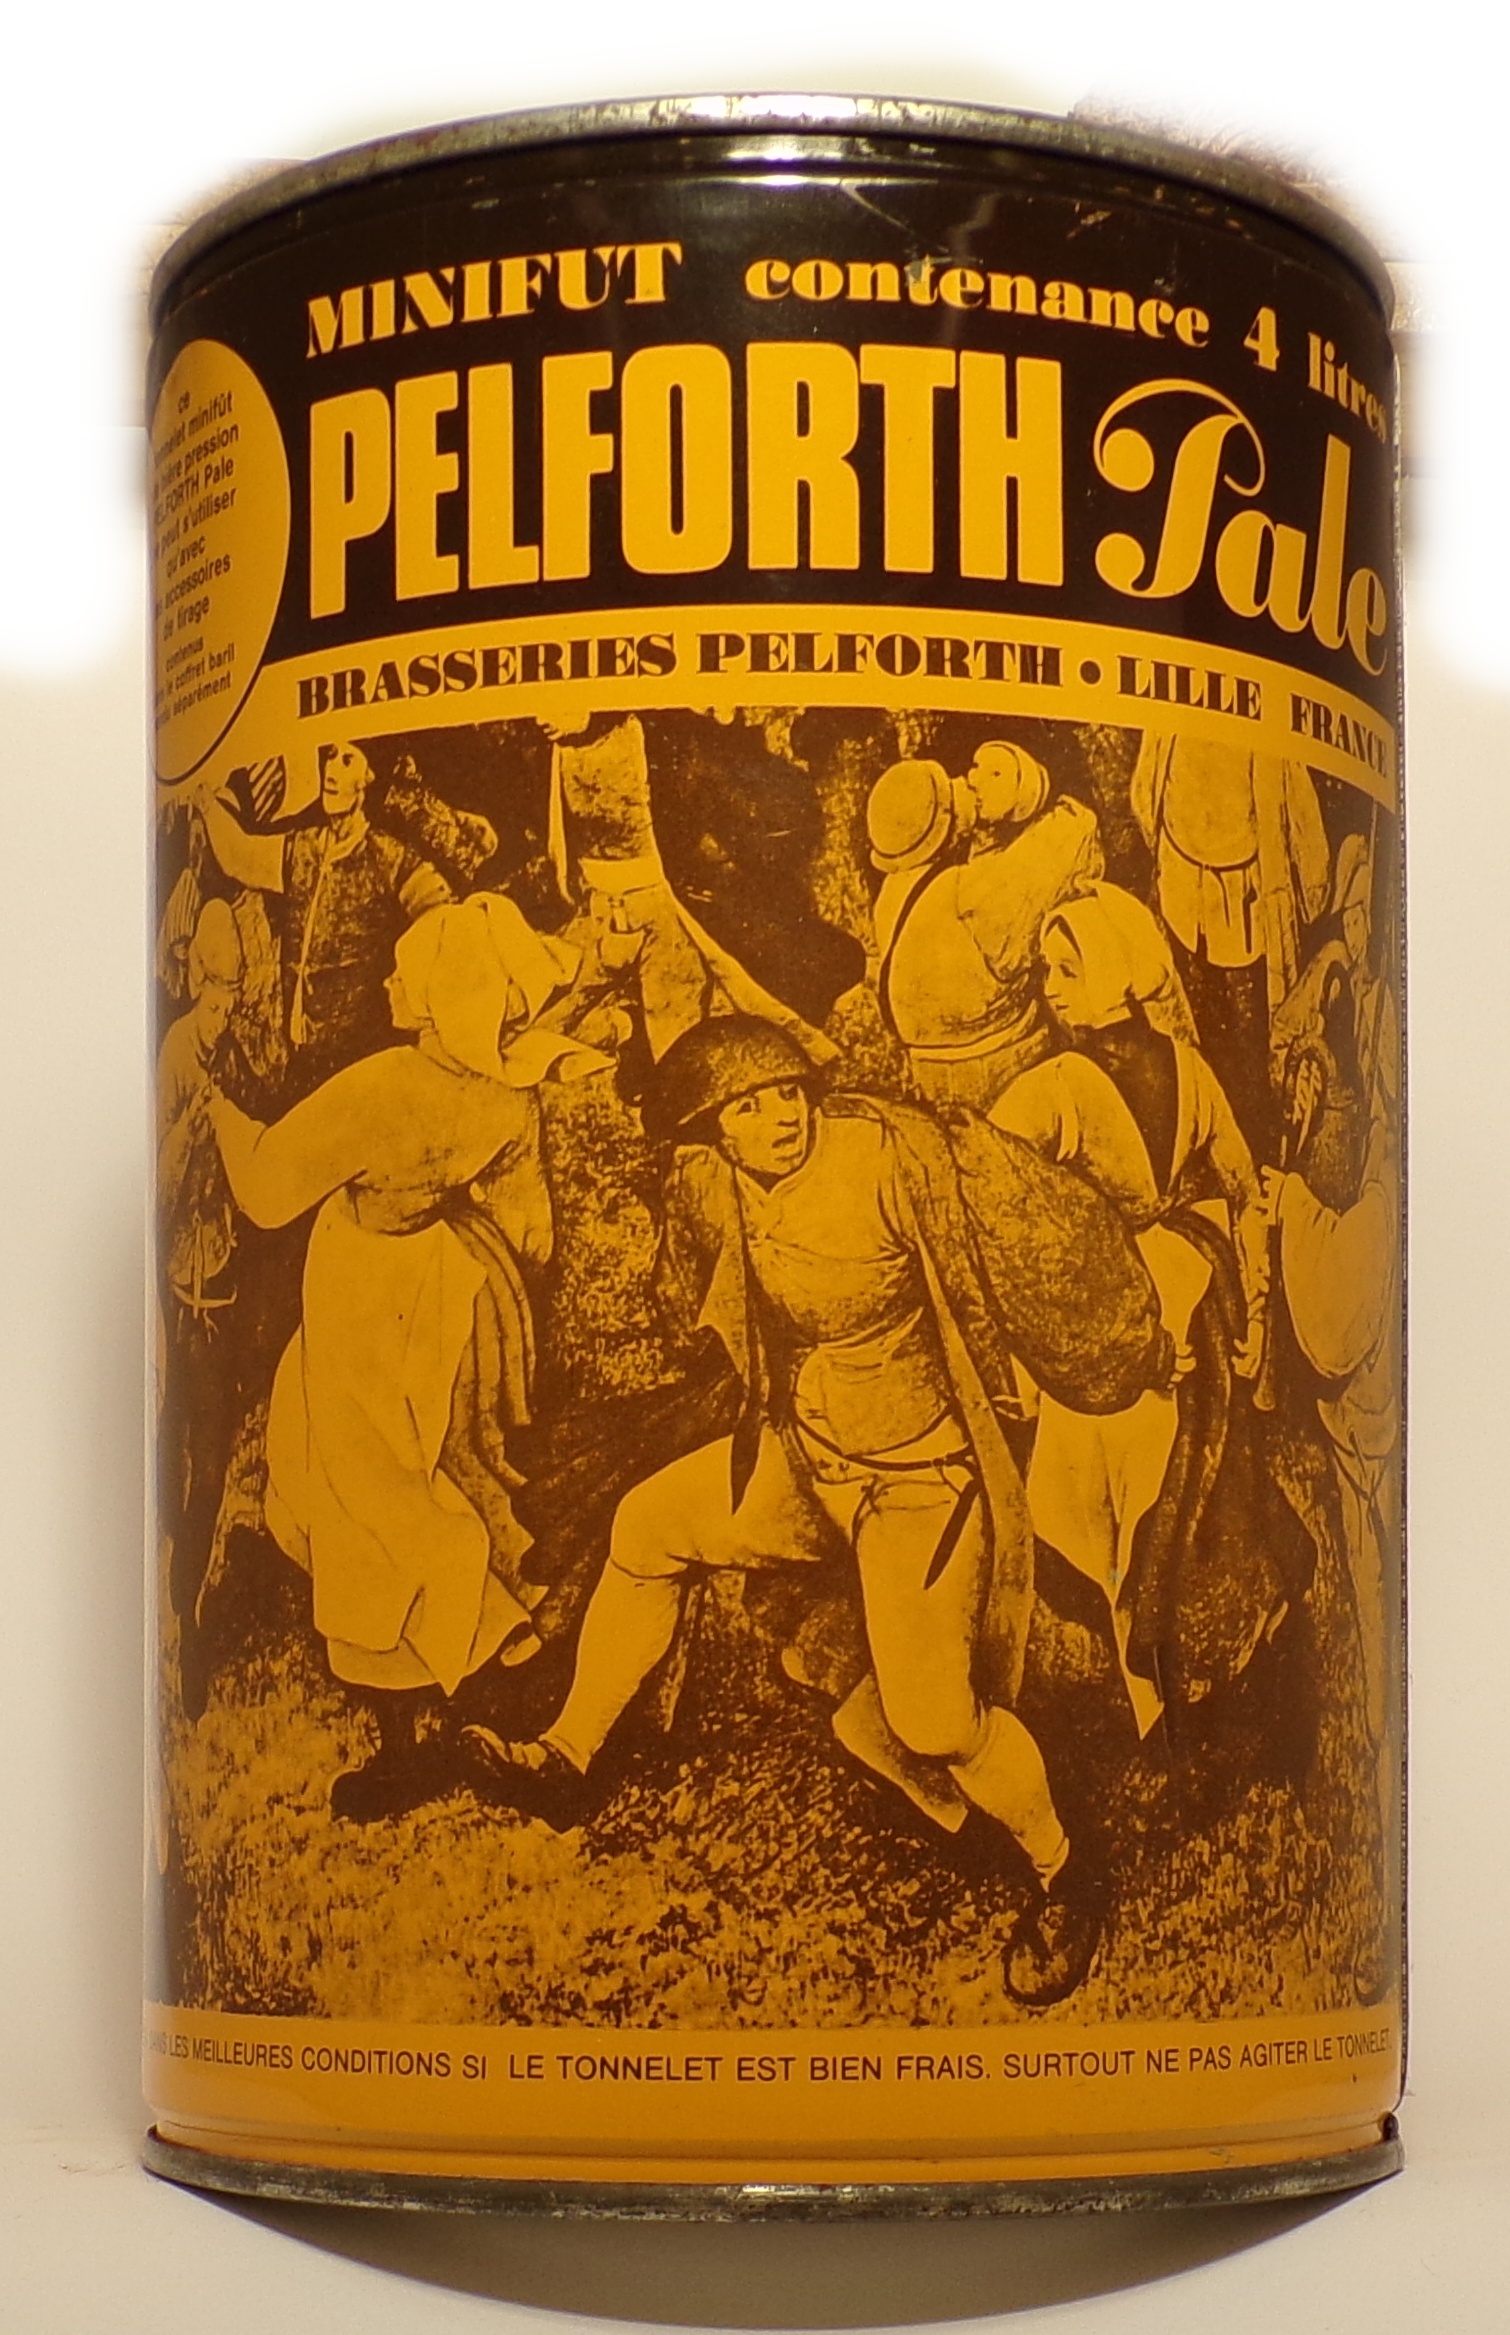 MINIFUT contenance 4 litres
PELFORTH Pale
BRASSERIES PELFORTH • LILLE FRANCE
ce
minifût
pression
Pale
peut s'utiliser
qu'avec
accessoires
de tirage
contenus
le coffret baril
séparément
LES MEILLEURES CONDITIONS SI LE TONNELET EST BIEN FRAIS. SURTOUT NE PAS AGITER LE TONNELET.